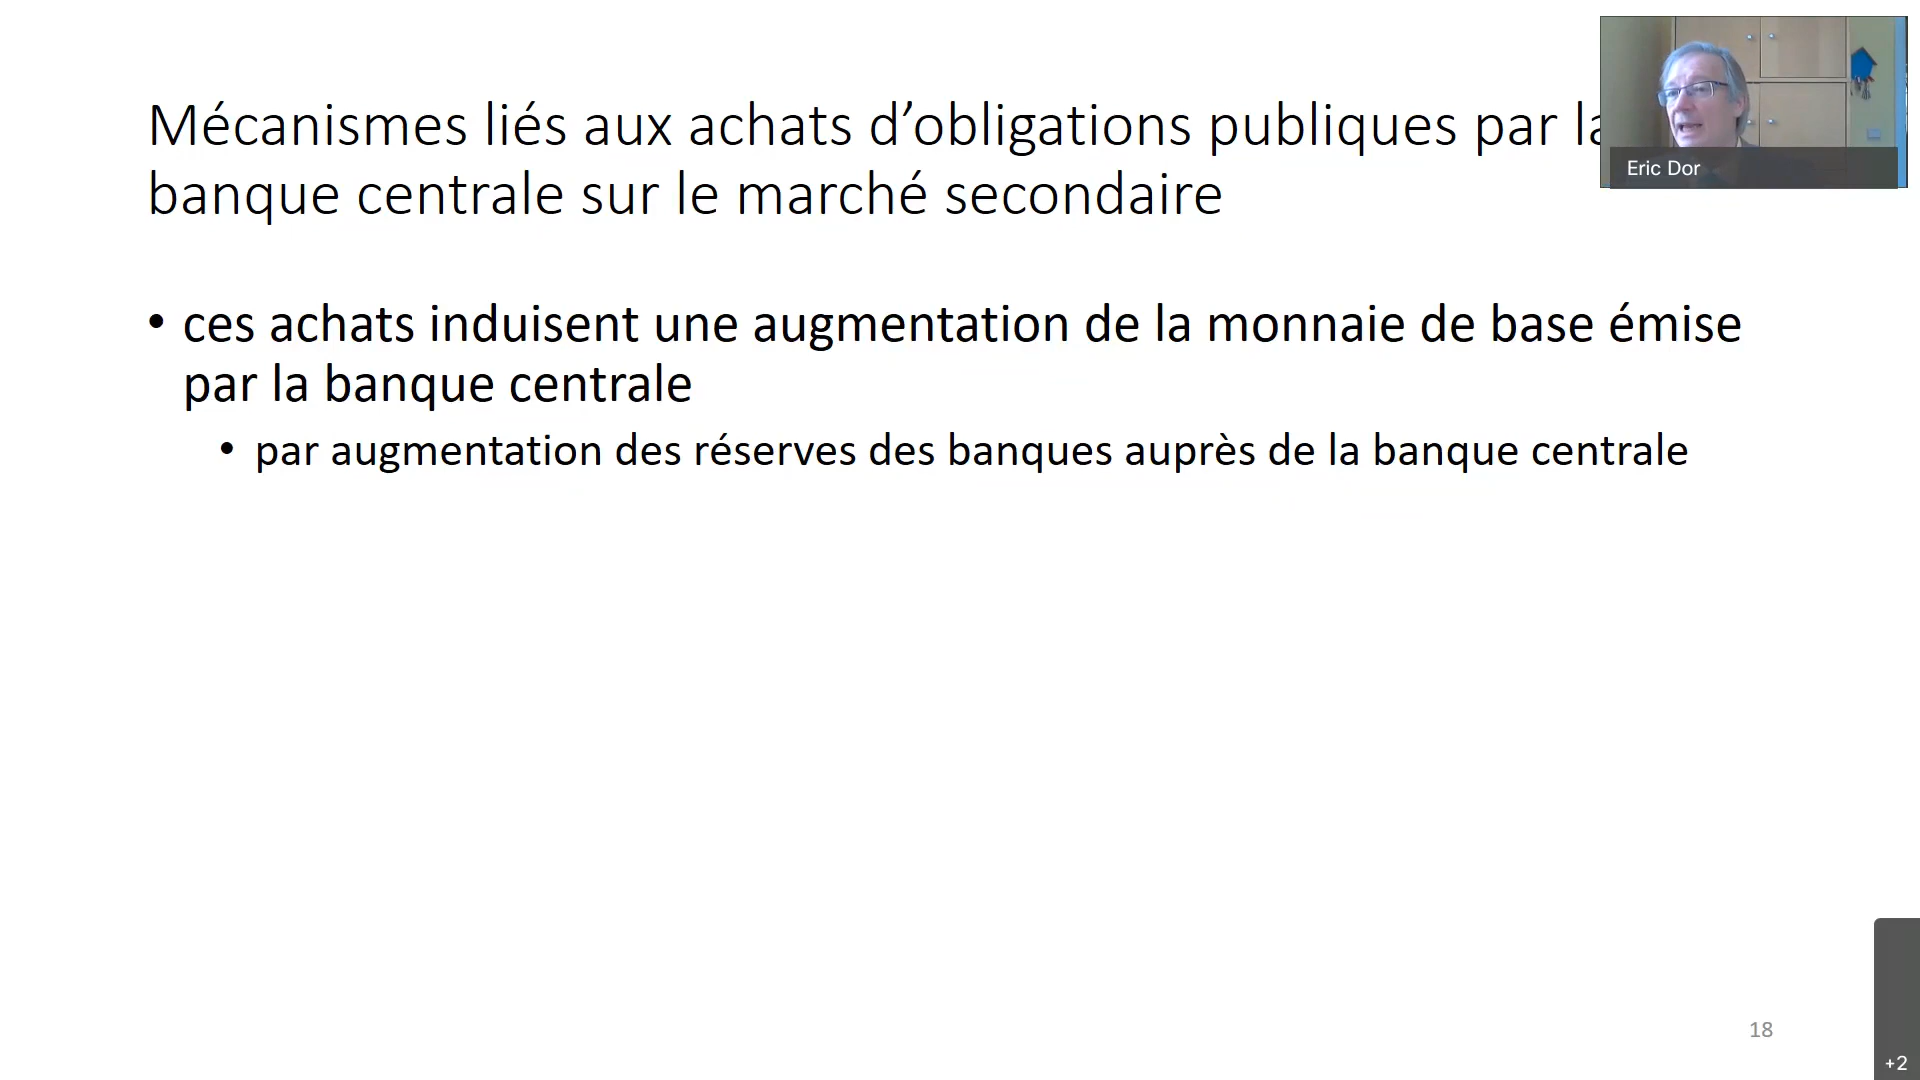 Mécanismes liés aux achats d’obligations publiques par la
banque centrale sur le marché secondaire
Eric Dor
• ces achats induisent une augmentation de la monnaie de base émise
par la banque centrale
• par augmentation des réserves des banques auprès de la banque centrale
18
+2